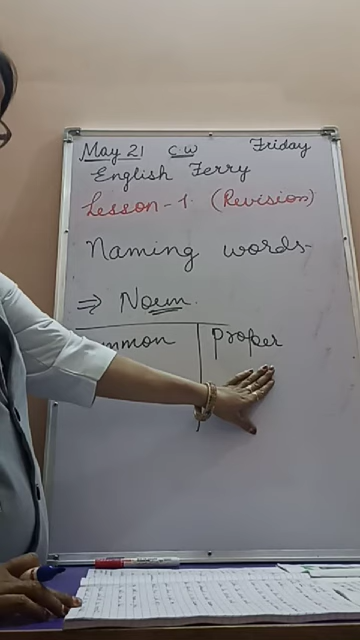 May 21 C.W Friday
English Ferry
Lesson-1. (Revision)
Naming words-
⇒ Noun.
Proper